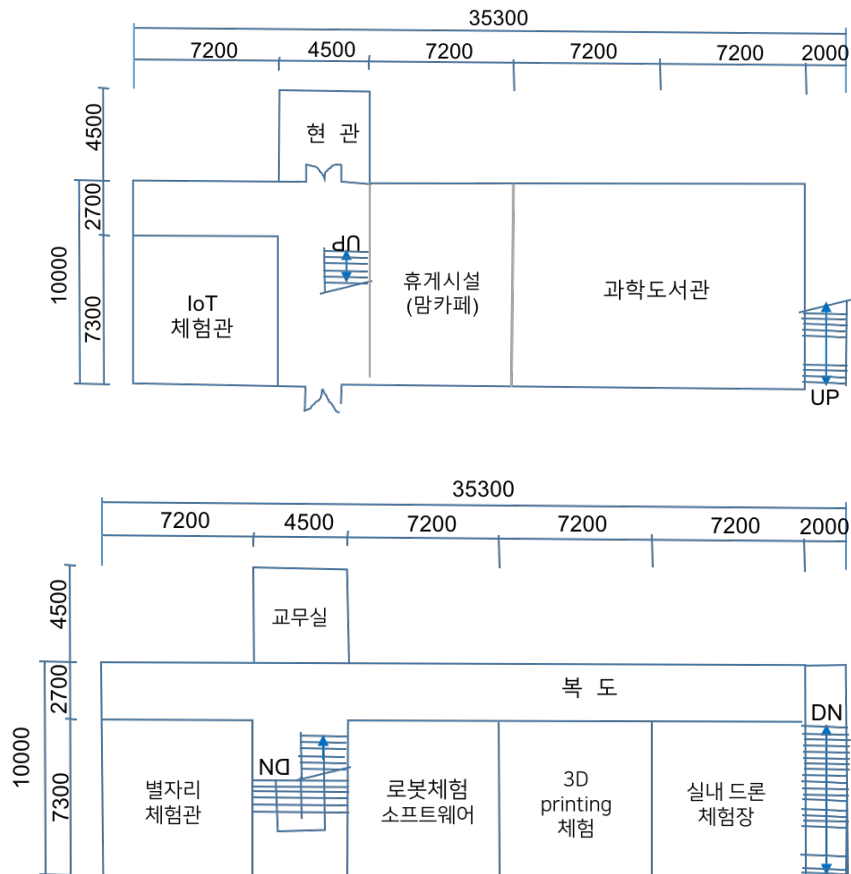 35300
7200 4500 7200 7200 7200 2000
4500
현 관
2700
10000
7300
UP
IoT
체험관
휴게시설
(맘카페)
과학도서관
UP
35300
7200 4500 7200 7200 7200 2000
4500
교무실
2700
복 도
10000
7300
DN
DN
별자리
체험관
로봇체험
소프트웨어
3D
printing
체험
실내 드론
체험장